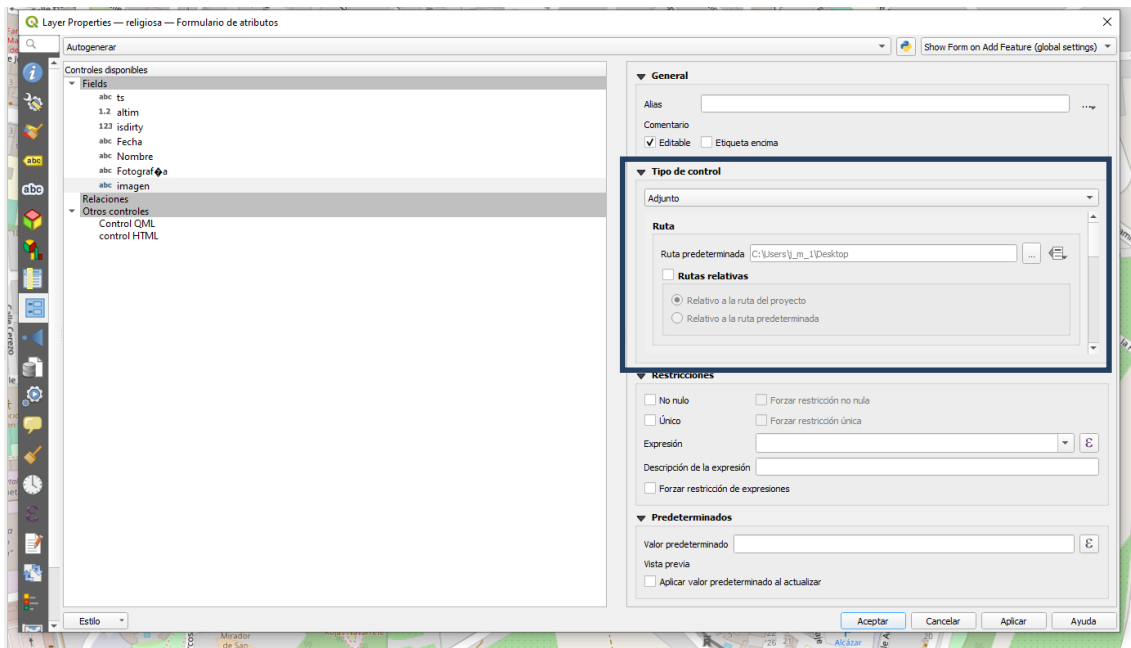 Layer Properties — religiosa — Formulario de atributos
Autogenerar
Show Form on Add Feature (global settings)
Controles disponibles
Fields
abc ts
1.2 altim
123 isdirty
abc Fecha
abc Nombre
abc Fotograf�a
abc imagen
Relaciones
Otros controles
Control QML
control HTML
General
Alias
...
Comentario
Editable
Etiqueta encima
Tipo de control
Adjunto
Ruta
Ruta predeterminada C:\Users\j_m_1\Desktop
...
Rutas relativas
Relativo a la ruta del proyecto
Relativo a la ruta predeterminada
Restricciones
No nulo
Forzar restricción no nula
Único
Forzar restricción única
Expresión
ε
Descripción de la expresión
Forzar restricción de expresiones
Predeterminados
Valor predeterminado
ε
Vista previa
Aplicar valor predeterminado al actualizar
Estilo
Aceptar
Cancelar
Aplicar
Ayuda
abc
abc
Calle Cerezo
Mirador
de San
Alcázar